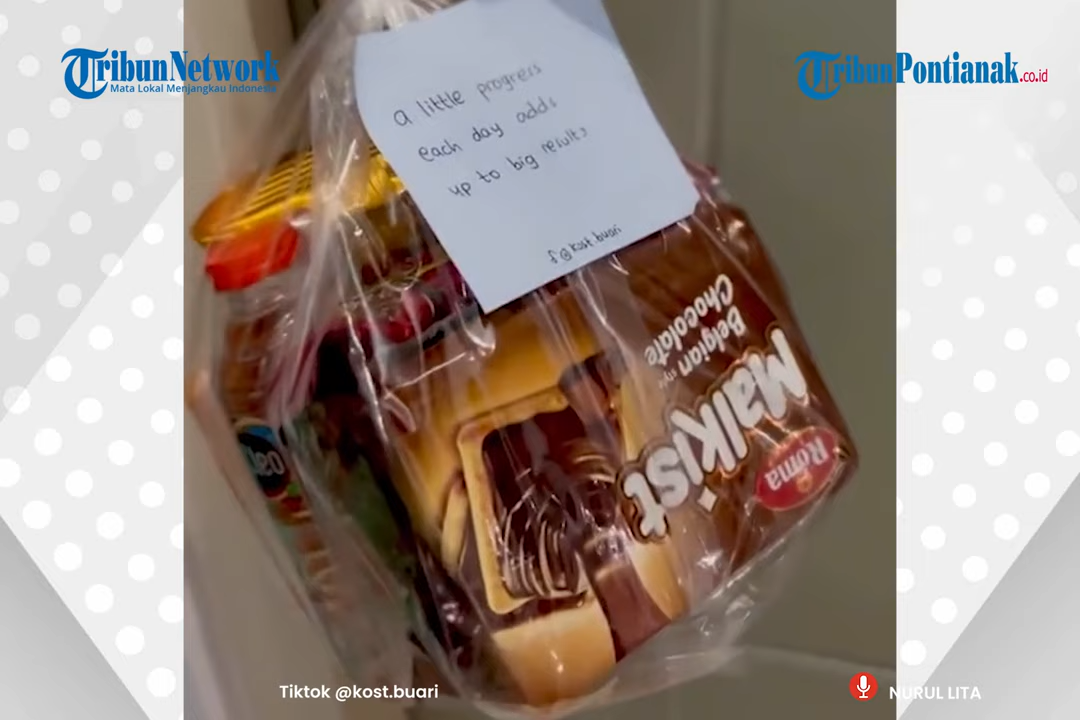 TribunNetwork
Mata Lokal Menjangkau Indonesia
TribunPontianak.co.id
a little progress
each day adds
up to big results
@kost.buari
Belgian style
Chocolate
Malkist
Roma
Tiktok @kost.buari
NURUL LITA